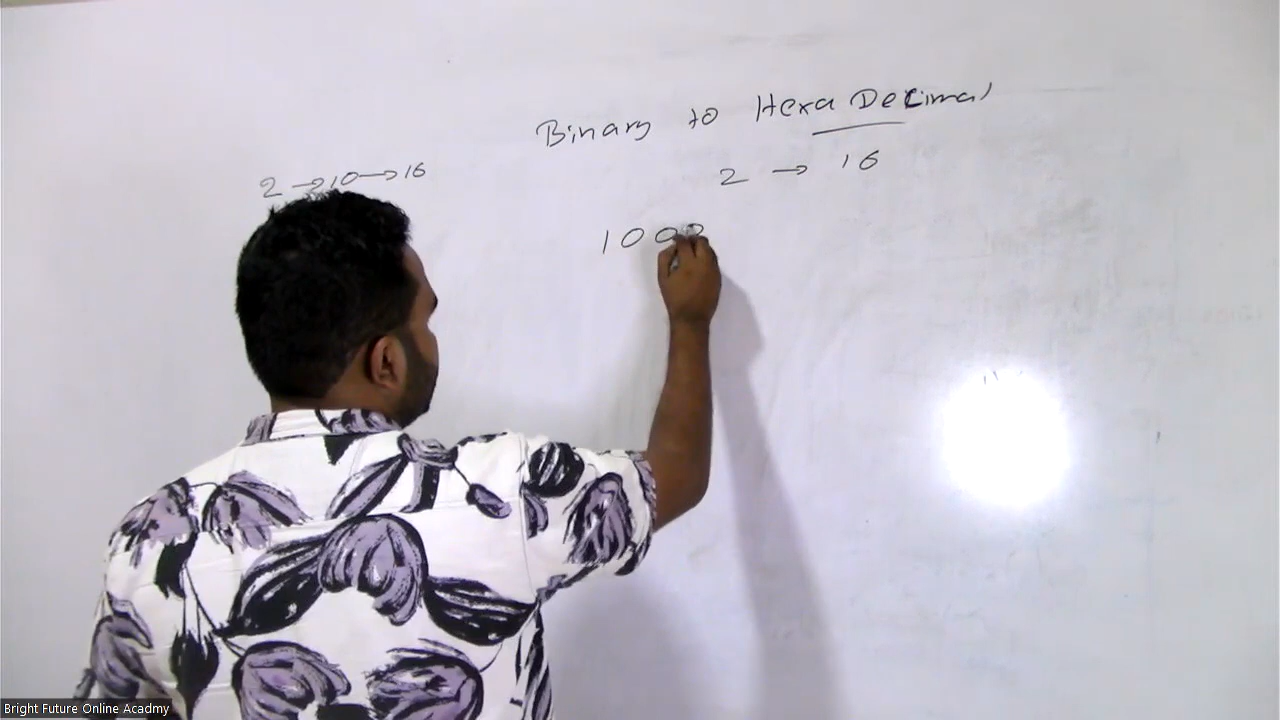 Binary to Hexa Decimal
2 → 16
2 → 10 → 16
100
Bright Future Online Acadmy